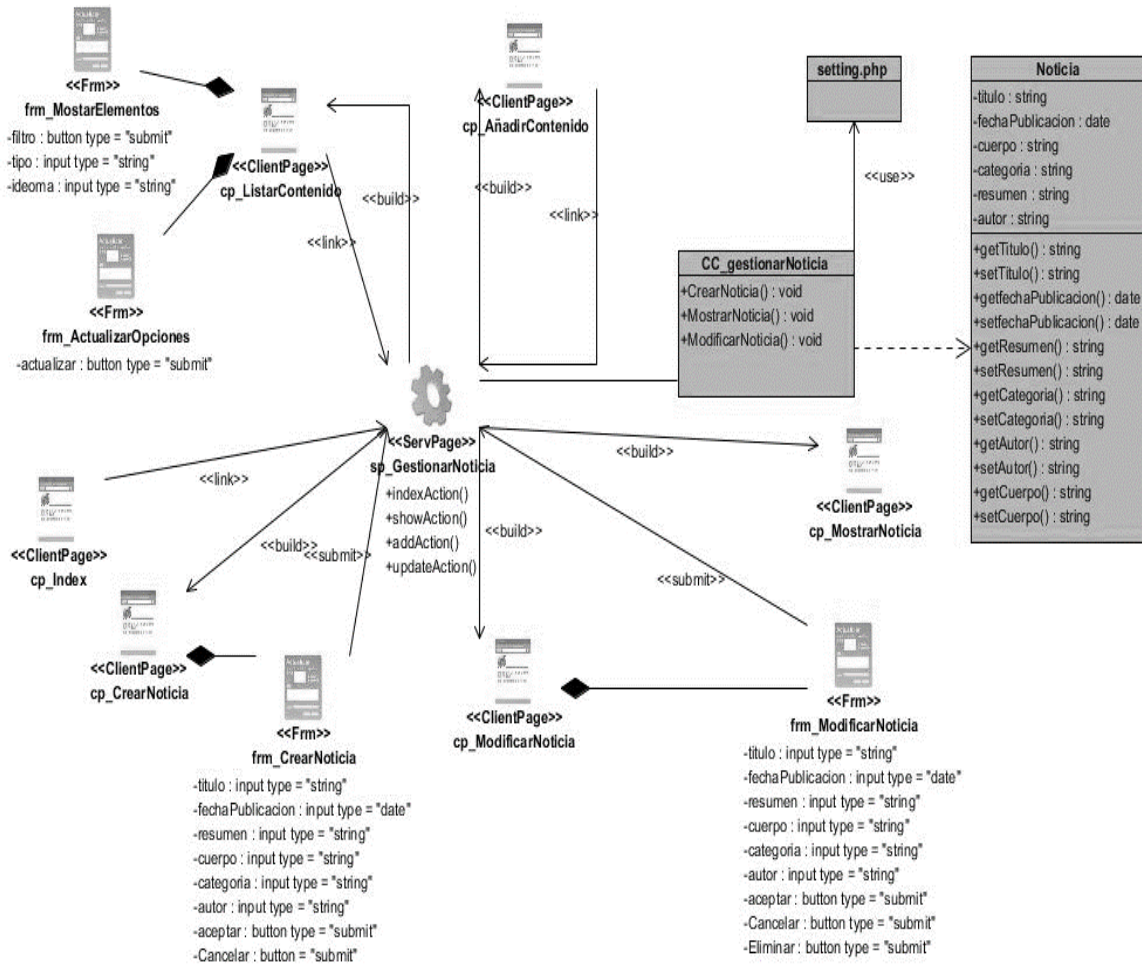 <<Frm>>
frm_MostarElementos
-filtro : button type = "submit"
-tipo : input type = "string"
-ideoma : input type = "string"
<<ClientPage>>
cp_ListarContenido
<<Frm>>
frm_ActualizarOpciones
-actualizar : button type = "submit"
<<build>>
<<link>>
<<ClientPage>>
cp_AñadirContenido
<<build>>
<<link>>
setting.php
<<use>>
CC_gestionarNoticia
+CrearNoticia() : void
+MostrarNoticia() : void
+ModificarNoticia() : void
Noticia
-titulo : string
-fechaPublicacion : date
-cuerpo : string
-categoria : string
-resumen : string
-autor : string
+getTitulo() : string
+setTitulo() : string
+getfechaPublicacion() : date
+setfechaPublicacion() : date
+getResumen() : string
+setResumen() : string
+getCategoria() : string
+setCategoria() : string
+getAutor() : string
+setAutor() : string
+getCuerpo() : string
+setCuerpo() : string
<<ServPage>>
sp_GestionarNoticia
+indexAction()
+showAction()
+addAction()
+updateAction()
<<link>>
<<build>>
<<submit>>
<<build>>
<<build>>
<<submit>>
<<ClientPage>>
cp_MostrarNoticia
<<ClientPage>>
cp_Index
<<ClientPage>>
cp_CrearNoticia
<<Frm>>
frm_CrearNoticia
-titulo : input type = "string"
-fechaPublicacion : input type = "date"
-resumen : input type = "string"
-cuerpo : input type = "string"
-categoria : input type = "string"
-autor : input type = "string"
-aceptar : button type = "submit"
-Cancelar : button = "submit"
<<ClientPage>>
cp_ModificarNoticia
<<Frm>>
frm_ModificarNoticia
-titulo : input type = "string"
-fechaPublicacion : input type = "date"
-resumen : input type = "string"
-cuerpo : input type = "string"
-categoria : input type = "string"
-autor : input type = "string"
-aceptar : button type = "submit"
-Cancelar : button type = "submit"
-Eliminar : button type = "submit"